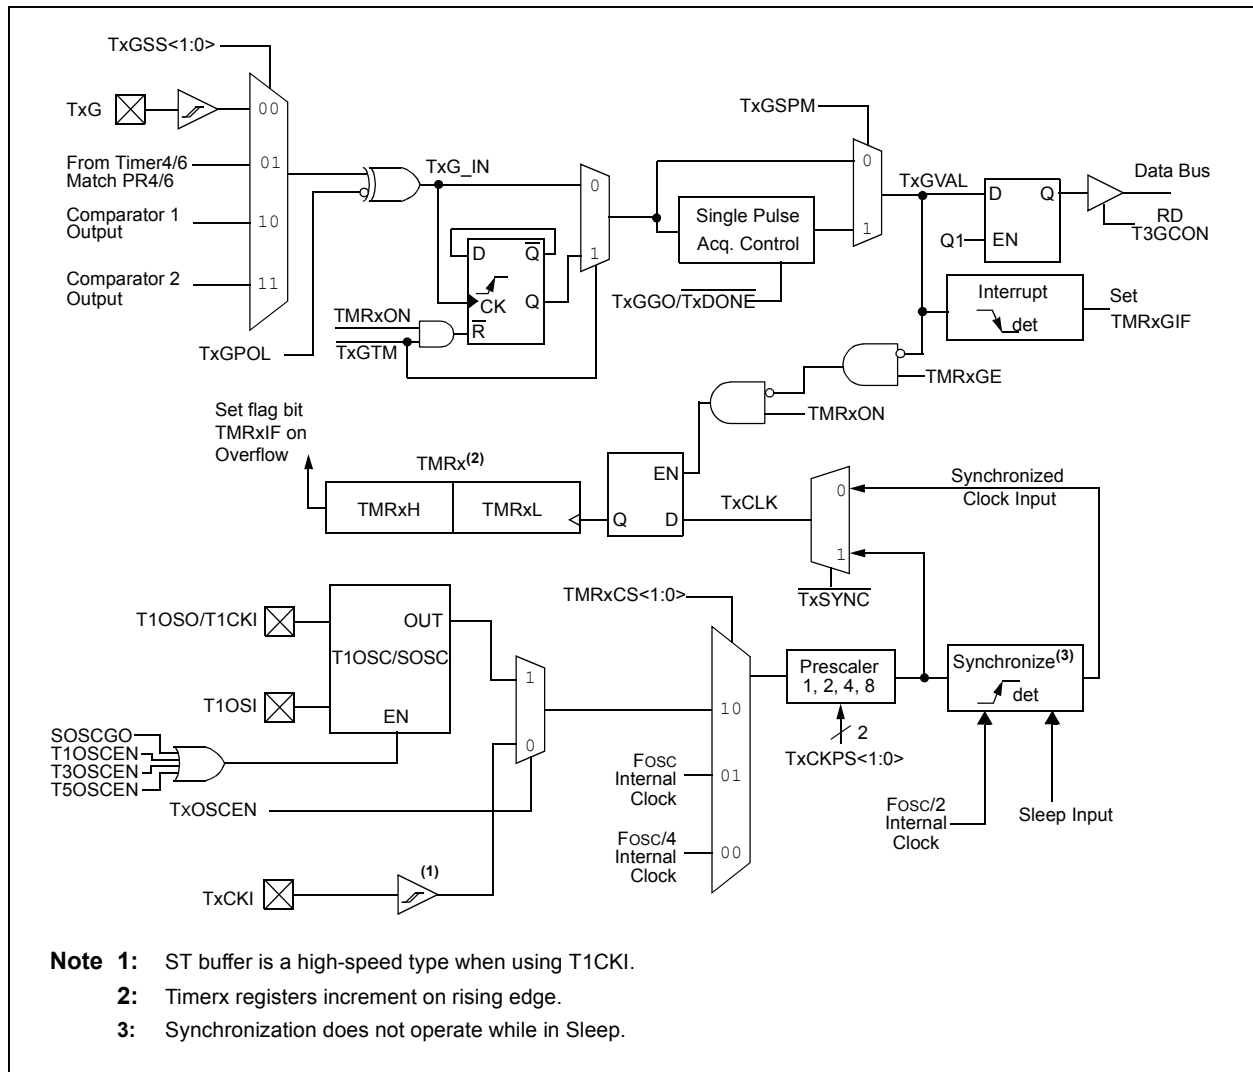 TxGSS<1:0>
TxG
00
From Timer4/6
Match PR4/6
01
Comparator 1
Output
10
Comparator 2
Output
11
TxGPOL
TxG_IN
D
Q
CK
Q
R
TMRxON
TxGTM
0
1
Single Pulse
Acq. Control
TxGGO/TxDONE
TxGSPM
0
1
TxGVAL
D
Q
Q1
EN
Data Bus
RD
T3GCON
Interrupt
det
Set
TMRxGIF
TMRxGE
TMRxON
Set flag bit
TMRxIF on
Overflow
TMRx(2)
TMRxH
TMRxL
EN
Q
D
TxCLK
0
1
TxSYNC
Synchronized
Clock Input
T1OSO/T1CKI
OUT
T1OSC/SOSC
T1OSI
EN
SOSCGO
T1OSCEN
T3OSCEN
T5OSCEN
TxOSCEN
1
0
TxCKI
(1)
TMRxCS<1:0>
10
FOSC
Internal
Clock
01
FOSC/4
Internal
Clock
00
Prescaler
1, 2, 4, 8
2
TxCKPS<1:0>
Synchronize(3)
det
FOSC/2
Internal
Clock
Sleep Input
Note 1: ST buffer is a high-speed type when using T1CKI.
2: Timerx registers increment on rising edge.
3: Synchronization does not operate while in Sleep.